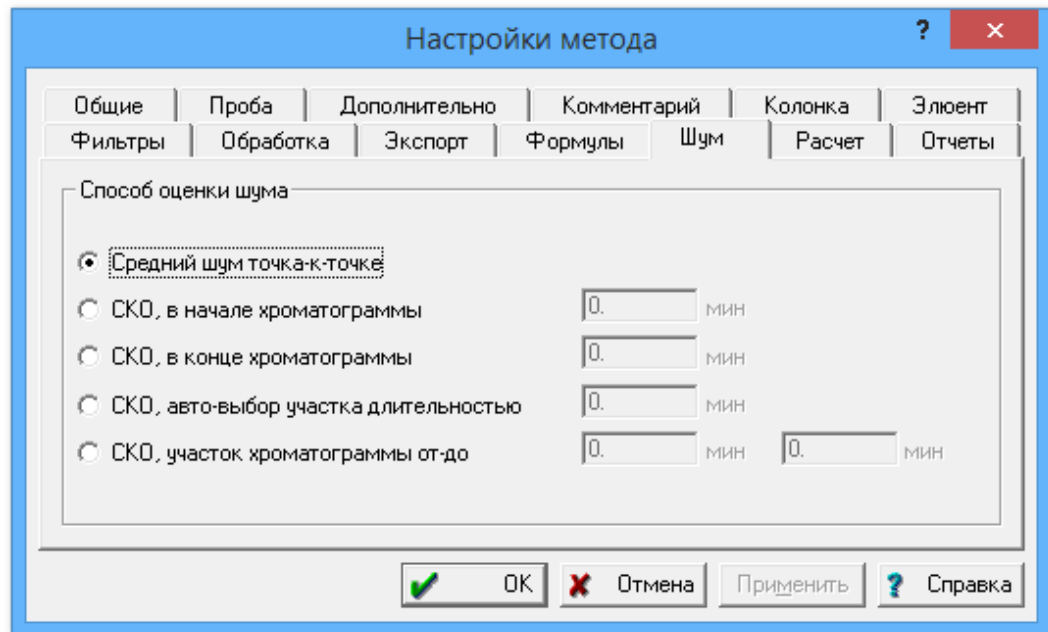 Настройки метода
?
Общие Проба Дополнительно Комментарий Колонка Элюент
Фильтры Обработка Экспорт Формулы Шум Расчет Отчеты
Способ оценки шума
Средний шум точка-к-точке
СКО, в начале хроматограммы 0. мин
СКО, в конце хроматограммы 0. мин
СКО, авто-выбор участка длительностью 0. мин
СКО, участок хроматограммы от-до 0. мин 0. мин
OK Отмена Применить ? Справка